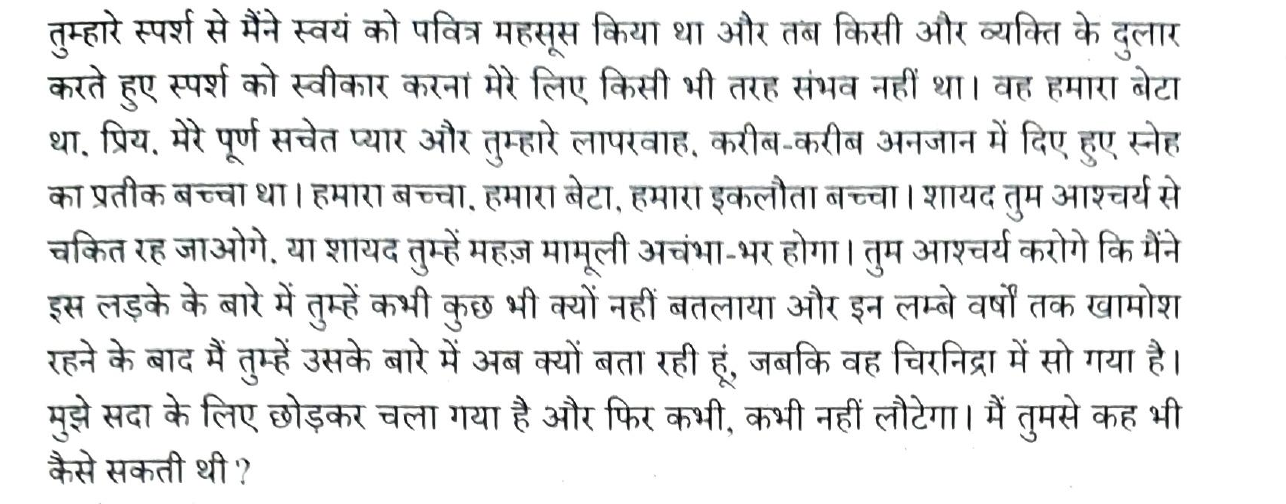 तुम्हारे स्पर्श से मैंने स्वयं को पवित्र महसूस किया था और तब किसी और व्यक्ति के दुलार
करते हुए स्पर्श को स्वीकार करना मेरे लिए किसी भी तरह संभव नहीं था। वह हमारा बेटा
था, प्रिय, मेरे पूर्ण सचेत प्यार और तुम्हारे लापरवाह, करीब-करीब अनजान में दिए हुए स्नेह
का प्रतीक बच्चा था। हमारा बच्चा, हमारा बेटा, हमारा इकलौता बच्चा। शायद तुम आश्चर्य से
चकित रह जाओगे, या शायद तुम्हें महज़ मामूली अचंभा-भर होगा। तुम आश्चर्य करोगे कि मैंने
इस लड़के के बारे में तुम्हें कभी कुछ भी क्यों नहीं बतलाया और इन लम्बे वर्षों तक खामोश
रहने के बाद मैं तुम्हें उसके बारे में अब क्यों बता रही हूं, जबकि वह चिरनिद्रा में सो गया है।
मुझे सदा के लिए छोड़कर चला गया है और फिर कभी, कभी नहीं लौटेगा। मैं तुमसे कह भी
कैसे सकती थी?